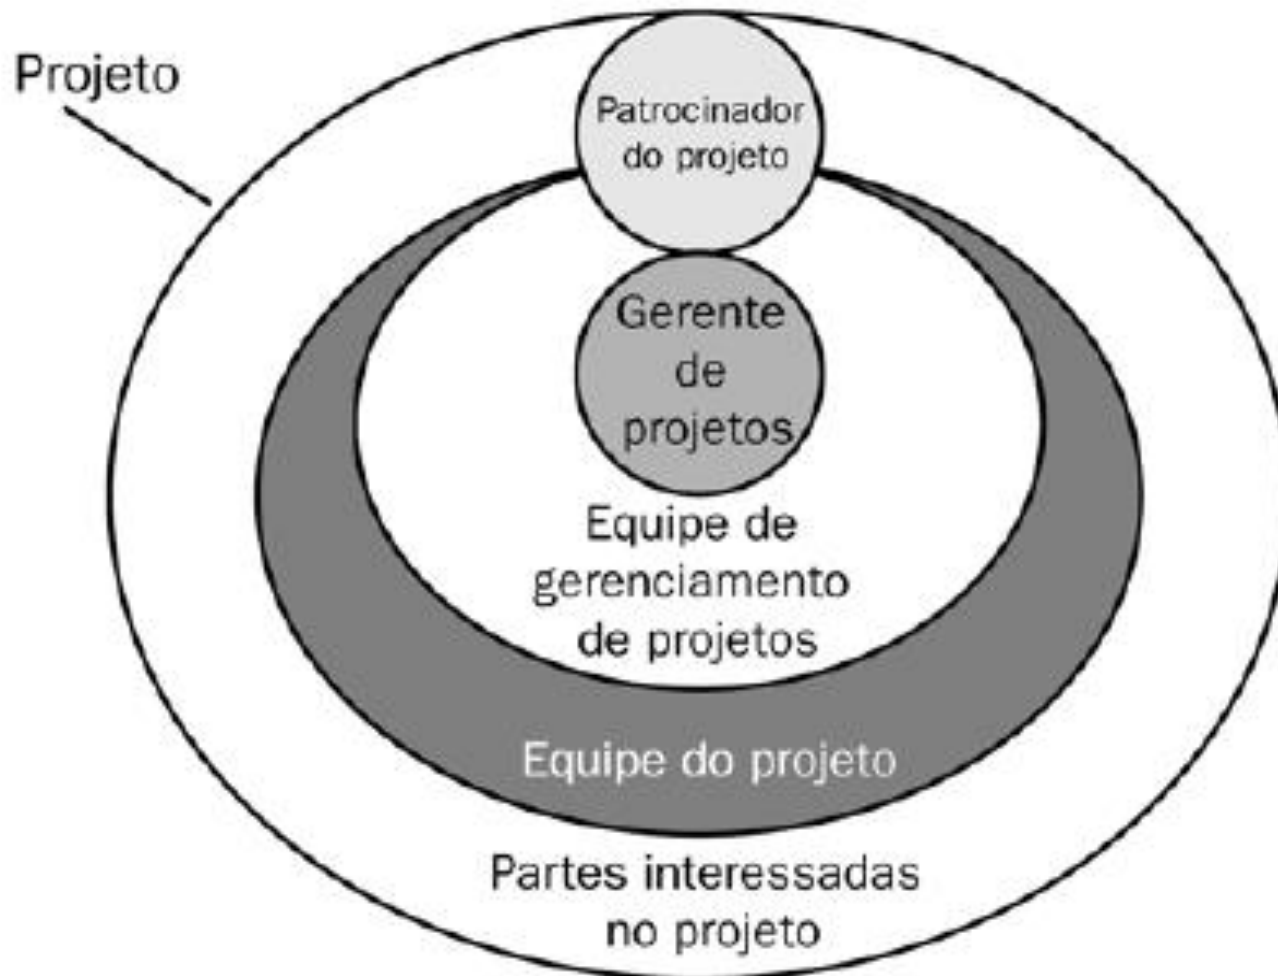 Projeto
Patrocinador
do projeto
Gerente
de
projetos
Equipe de
gerenciamento
de projetos
Equipe do projeto
Partes interessadas
no projeto